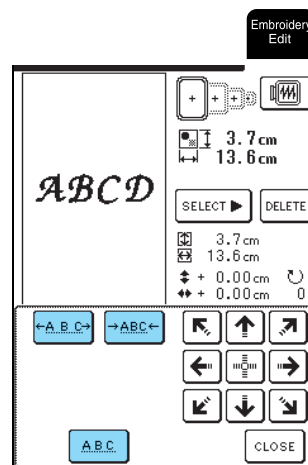 Embroidery
Edit
3.7cm
13.6cm
ABCD
SELECT ▶ DELETE
3.7cm
13.6cm
+ 0.00cm
+ 0.00cm 0
←A B C→ →ABC←
ABC
CLOSE